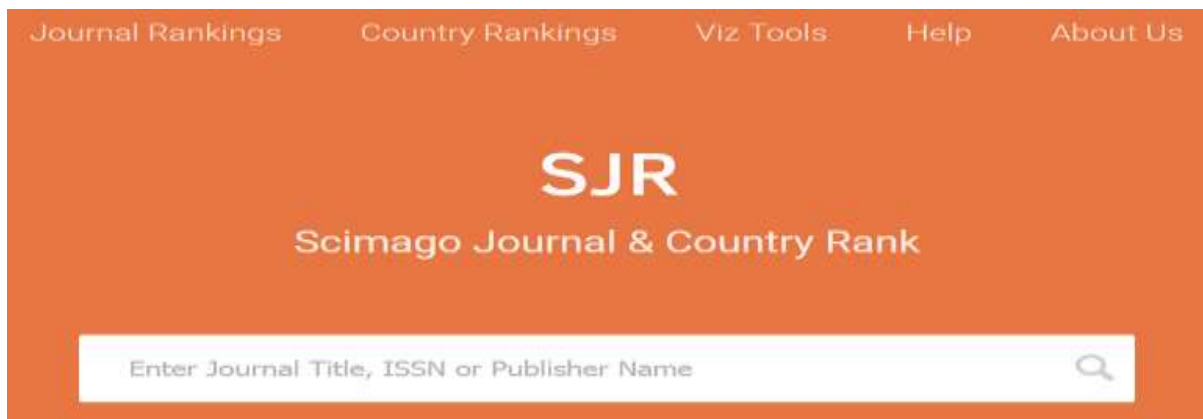 Journal Rankings Country Rankings Viz Tools Help About Us
SJR
Scimago Journal & Country Rank
Enter Journal Title, ISSN or Publisher Name